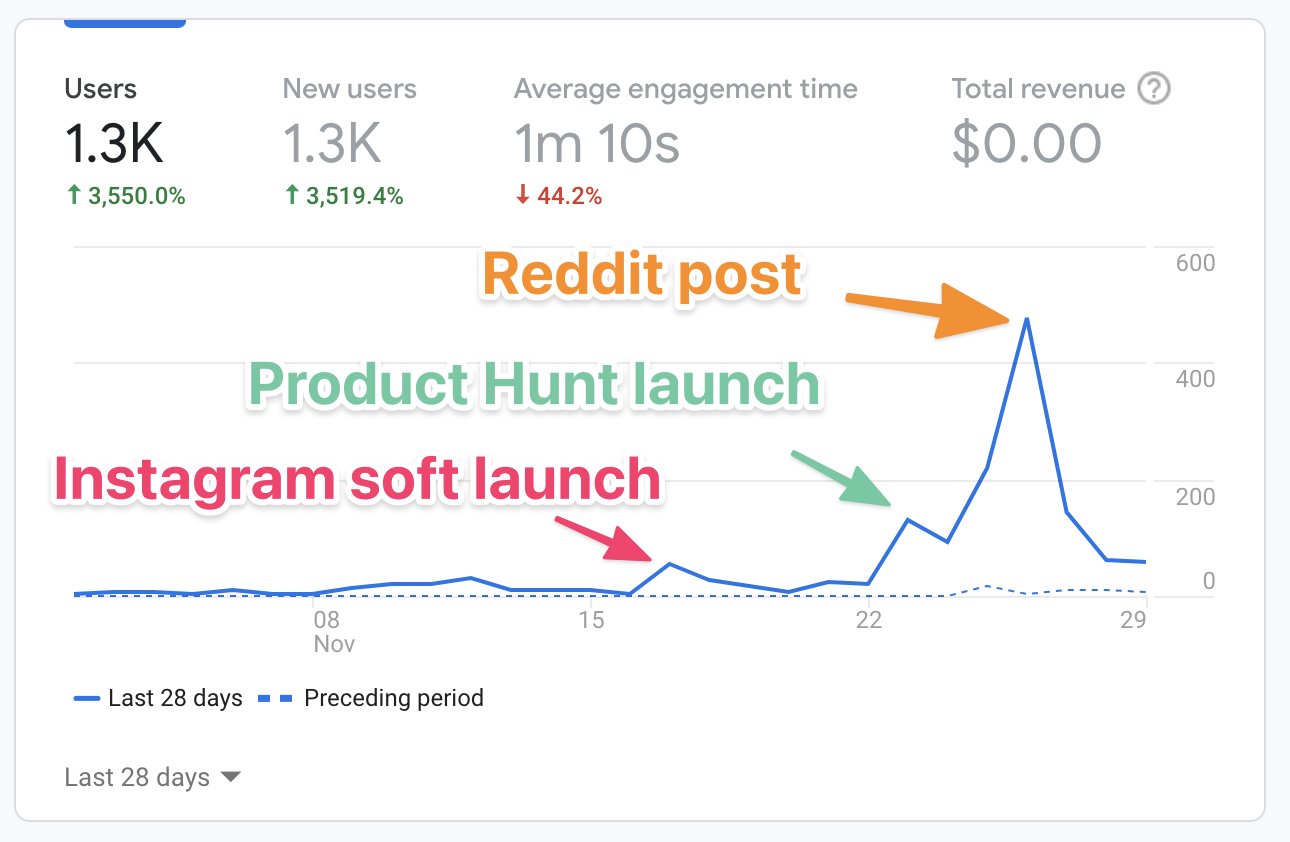 Users New users Average engagement time Total revenue ?
1.3K 1.3K 1m 10s $0.00
↑ 3,550.0% ↑ 3,519.4% ↓ 44.2%
Reddit post
600
Product Hunt launch
400
Instagram soft launch
200
0
08 15 22 29
Nov
Last 28 days Preceding period
Last 28 days